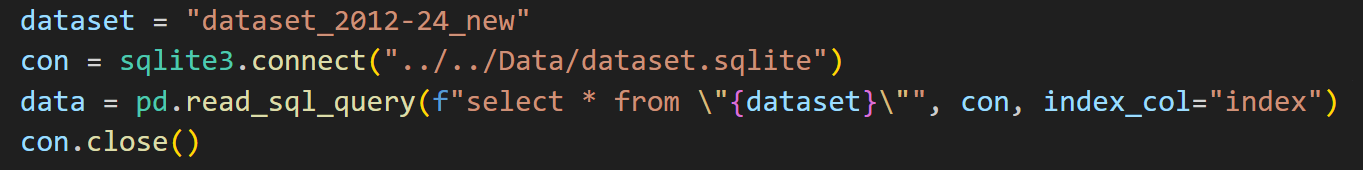 dataset = "dataset_2012-24_new"
con = sqlite3.connect("../../Data/dataset.sqlite")
data = pd.read_sql_query(f"select * from \"{dataset}\"", con, index_col="index")
con.close()